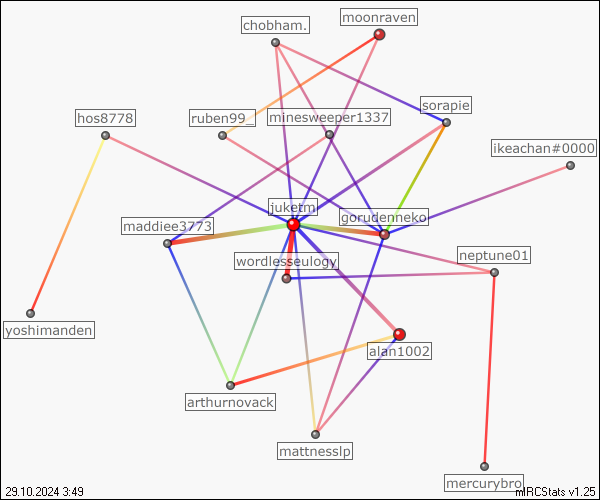 chobham.
moonraven
sorapie
hos8778
ruben99_
minesweeper1337
ikeachan#0000
juketm
gorudenneko
maddiee3773
wordlesseulogy
neptune01
yoshimanden
alan1002
arthurnovack
mattnesslp
mercurybro
29.10.2024 3:49
mIRCStats v1.25